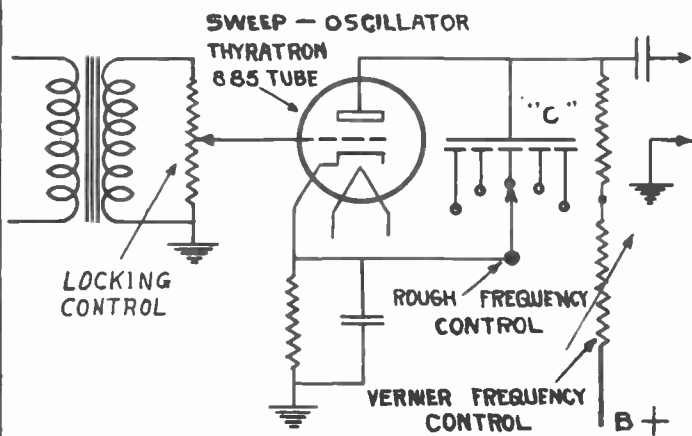 SWEEP - OSCILLATOR
THYRATRON
885 TUBE
"C"
LOCKING
CONTROL
ROUGH FREQUENCY
CONTROL
VERNIER FREQUENCY
CONTROL
B+